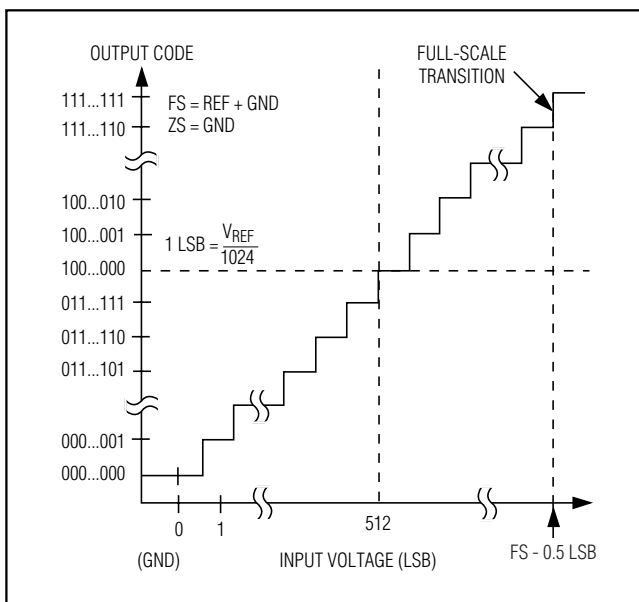 OUTPUT CODE
FULL-SCALE
TRANSITION
111...111
FS = REF + GND
111...110
ZS = GND
100...010
100...001
1 LSB = V_REF/1024
100...000
011...111
011...110
011...101
000...001
000...000
0
1
512
(GND)
INPUT VOLTAGE (LSB)
FS - 0.5 LSB